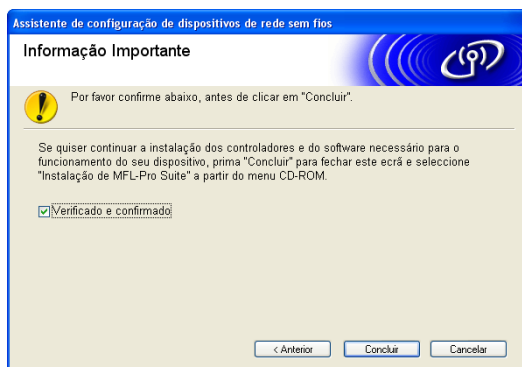 Assistente de configuração de dispositivos de rede sem fios
Informação Importante
Por favor confirme abaixo, antes de clicar em "Concluir".
Se quiser continuar a instalação dos controladores e do software necessário para o
funcionamento do seu dispositivo, prima "Concluir" para fechar este ecrã e seleccione
"Instalação de MFL-Pro Suite" a partir do menu CD-ROM.
Verificado e confirmado
< Anterior
Concluir
Cancelar